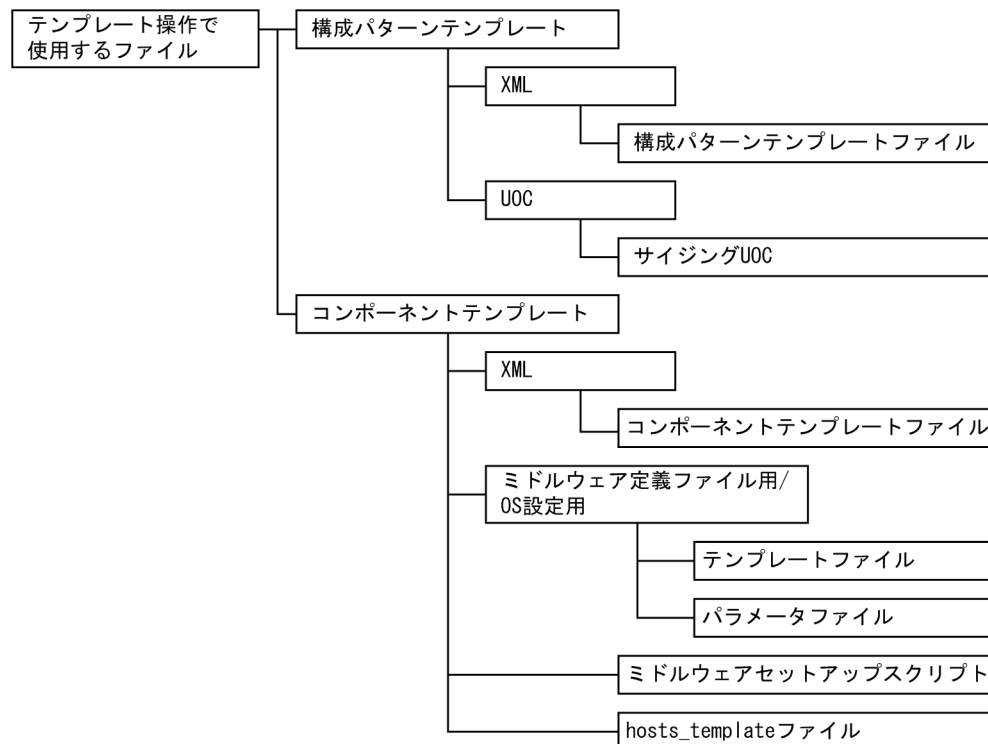 テンプレート操作で
使用するファイル
構成パターンテンプレート
XML
構成パターンテンプレートファイル
UOC
サイジングUOC
コンポーネントテンプレート
XML
コンポーネントテンプレートファイル
ミドルウェア定義ファイル用/
OS設定用
テンプレートファイル
パラメータファイル
ミドルウェアセットアップスクリプト
hosts_templateファイル